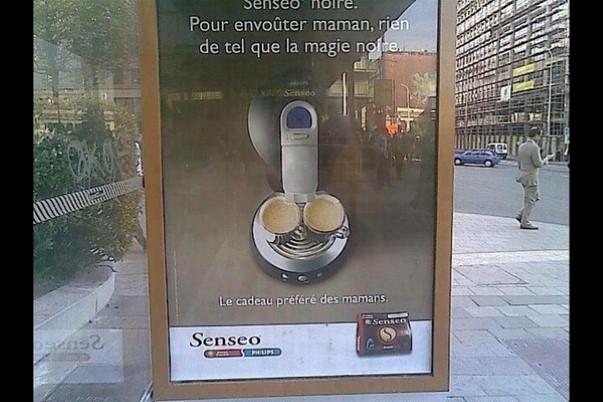 Senseo noire.
Pour envoûter maman, rien
de tel que la magie noire.
PHILIPS
Senseo
Le cadeau préféré des mamans.
Senseo
PHILIPS
Senseo
S